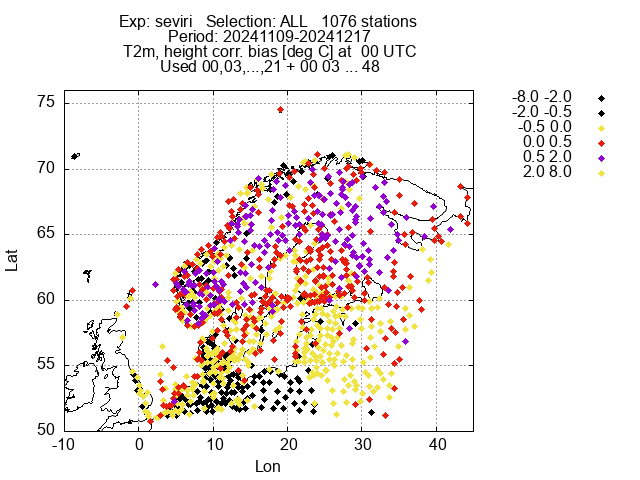 Exp: seviri   Selection: ALL   1076 stations
Period: 20241109-20241217
T2m, height corr. bias [deg C] at  00 UTC
Used 00,03,...,21 + 00 03 ... 48
-8.0 -2.0
-2.0 -0.5
-0.5 0.0
0.0 0.5
0.5 2.0
2.0 8.0
75
70
65
60
55
50
Lat
-10 0 10 20 30 40
Lon